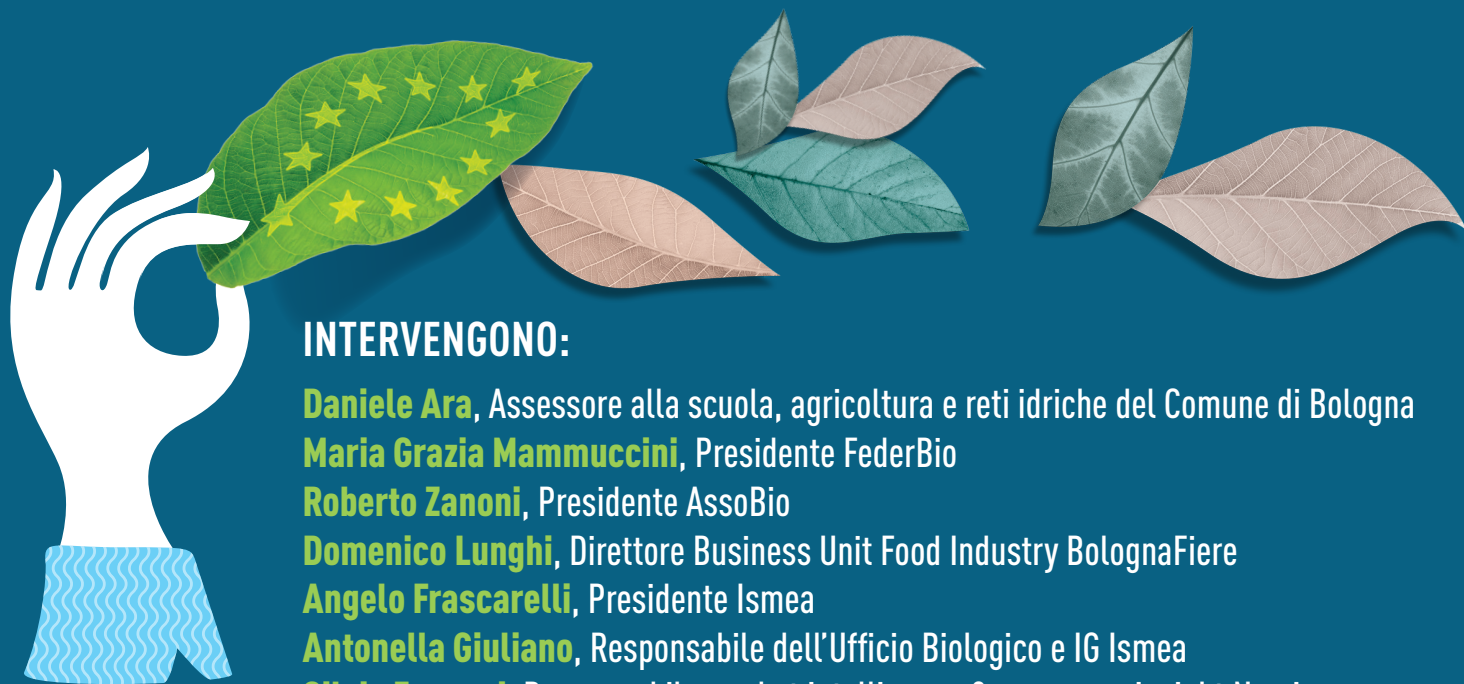 INTERVENGONO:
Daniele Ara, Assessore alla scuola, agricoltura e reti idriche del Comune di Bologna
Maria Grazia Mammuccini, Presidente FederBio
Roberto Zanoni, Presidente AssoBio
Domenico Lunghi, Direttore Business Unit Food Industry BolognaFiere
Angelo Frascarelli, Presidente Ismea
Antonella Giuliano, Responsabile dell'Ufficio Biologico e IG Ismea